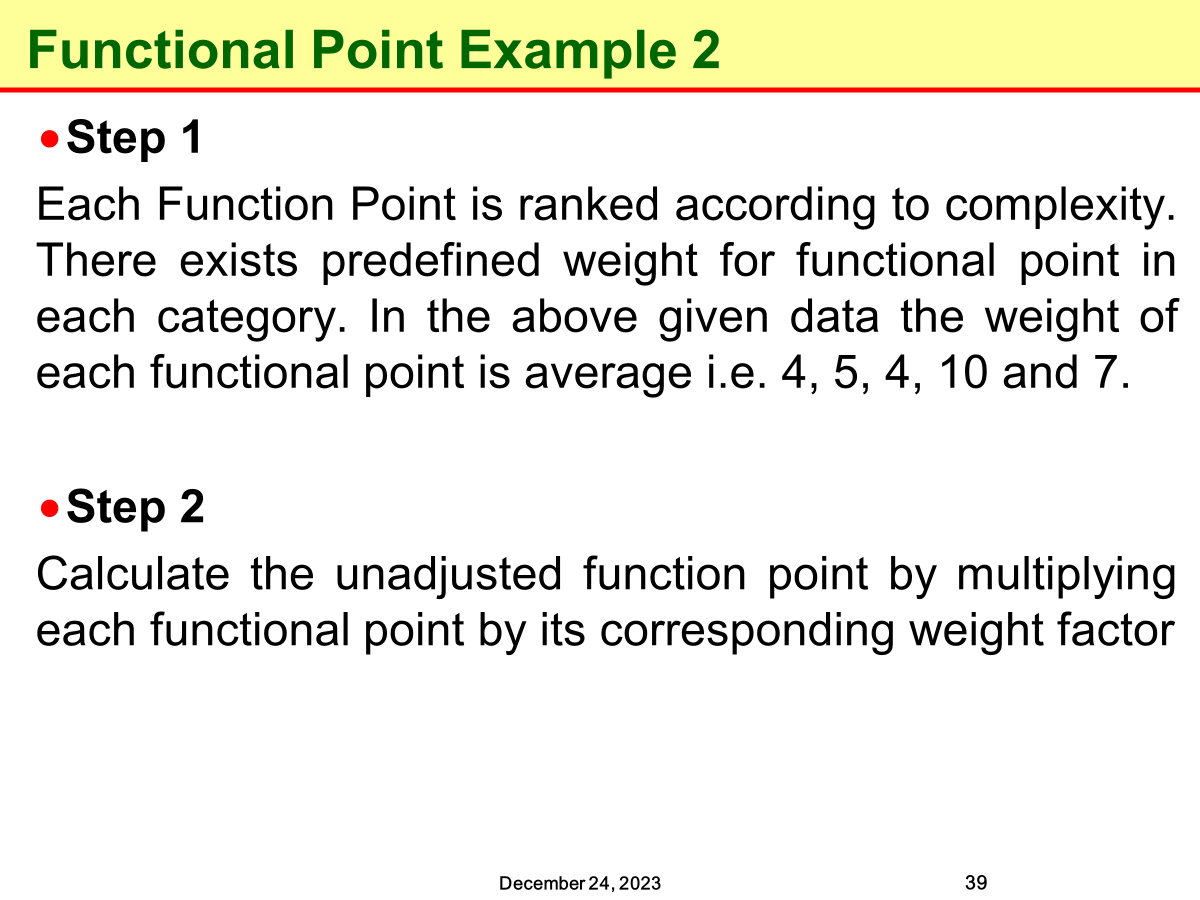 Functional Point Example 2
•Step 1
Each Function Point is ranked according to complexity.
There exists predefined weight for functional point in
each category. In the above given data the weight of
each functional point is average i.e. 4, 5, 4, 10 and 7.
•Step 2
Calculate the unadjusted function point by multiplying
each functional point by its corresponding weight factor
December 24, 2023 39